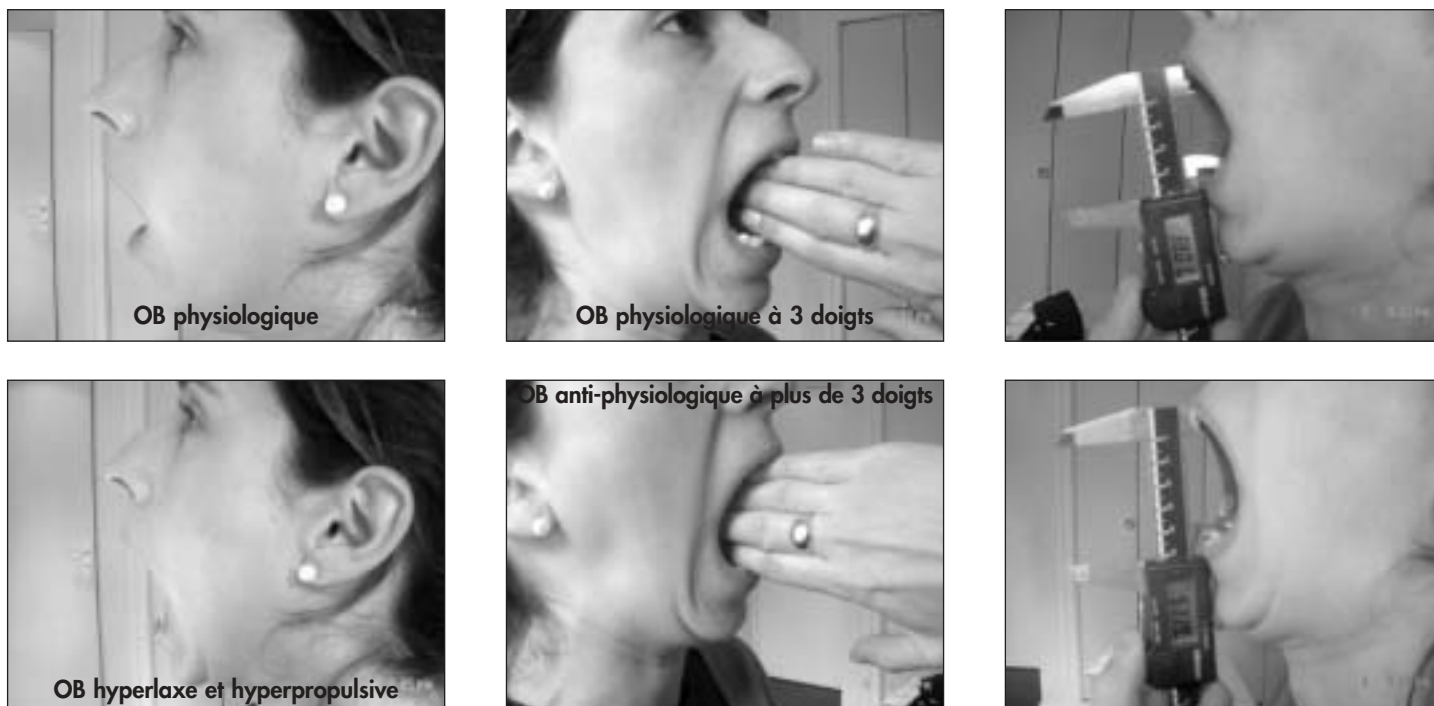 OB physiologique
OB physiologique à 3 doigts
OB anti-physiologique à plus de 3 doigts
OB hyperlaxe et hyperpropulsive